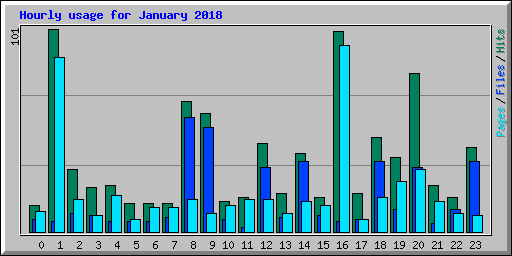 Hourly usage for January 2018
101
Pages/Files/Hits
0 1 2 3 4 5 6 7 8 9 10 11 12 13 14 15 16 17 18 19 20 21 22 23